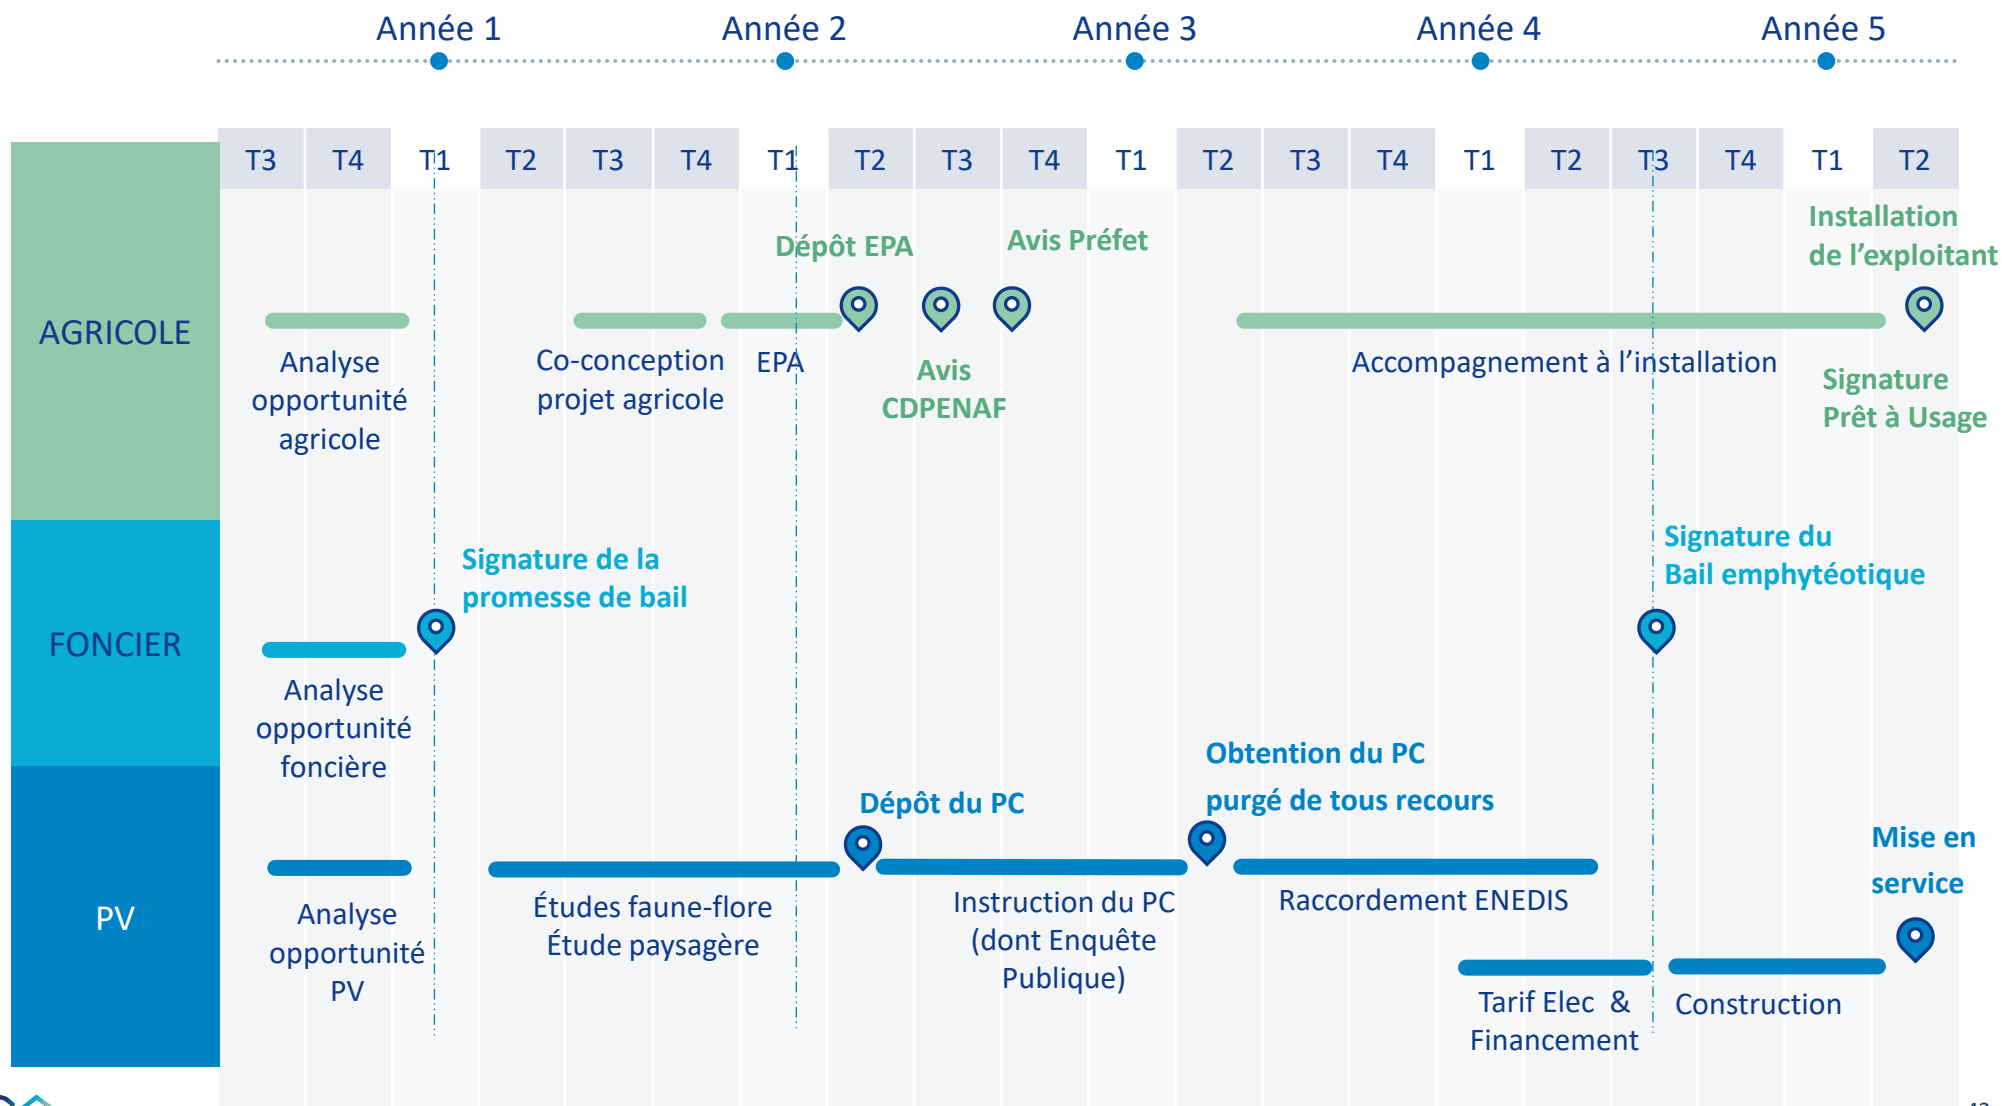 Année 1
Année 2
Année 3
Année 4
Année 5
T3
T4
T1
T2
T3
T4
T1
T2
T3
T4
T1
T2
T3
T4
T1
T2
T3
T4
T1
T2
AGRICOLE
Analyse
opportunité
agricole
Co-conception
projet agricole
EPA
Dépôt EPA
Avis
CDPENAF
Avis Préfet
Accompagnement à l'installation
Installation
de l'exploitant
Signature
Prêt à Usage
FONCIER
Analyse
opportunité
foncière
Signature de la
promesse de bail
Signature du
Bail emphytéotique
PV
Analyse
opportunité
PV
Études faune-flore
Étude paysagère
Dépôt du PC
Instruction du PC
(dont Enquête
Publique)
Obtention du PC
purgé de tous recours
Raccordement ENEDIS
Tarif Elec &
Financement
Construction
Mise en
service